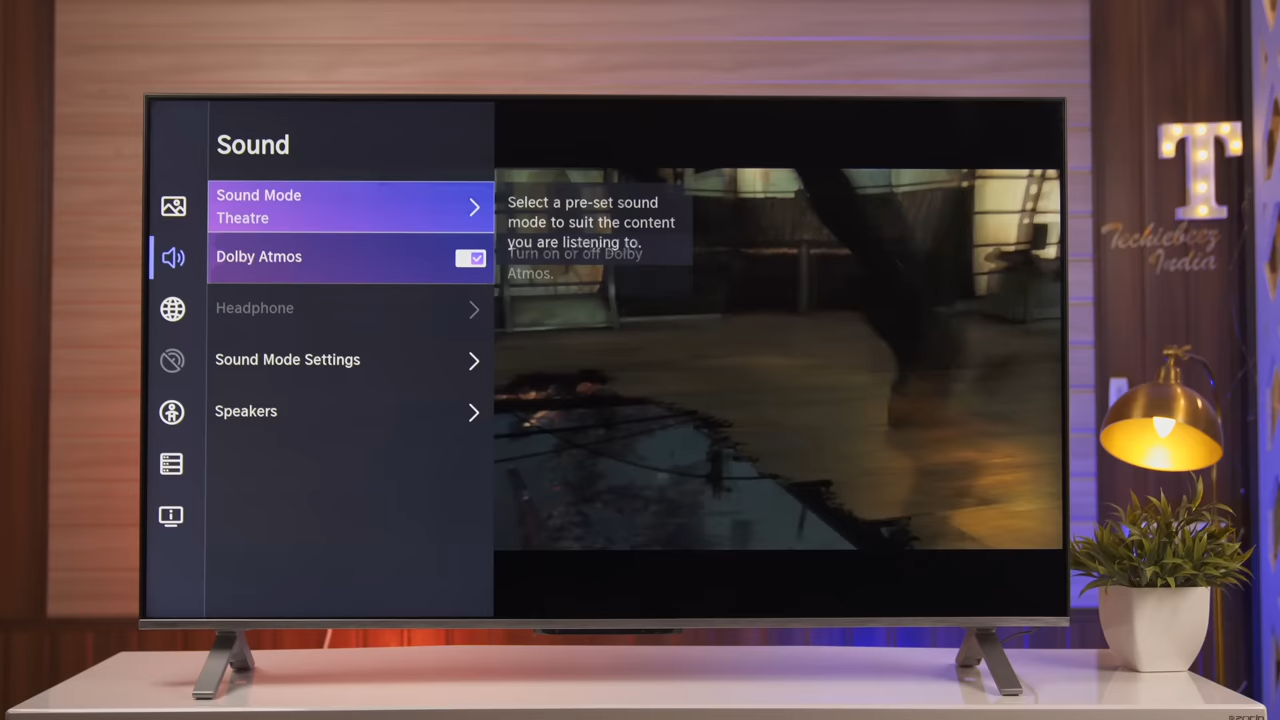 Sound
Sound Mode
Theatre
Dolby Atmos
Headphone
Sound Mode Settings
Speakers
Select a pre-set sound
mode to suit the content
you are listening to.
Turn on or off Dolby
Atmos.
T
Techiebeez
India